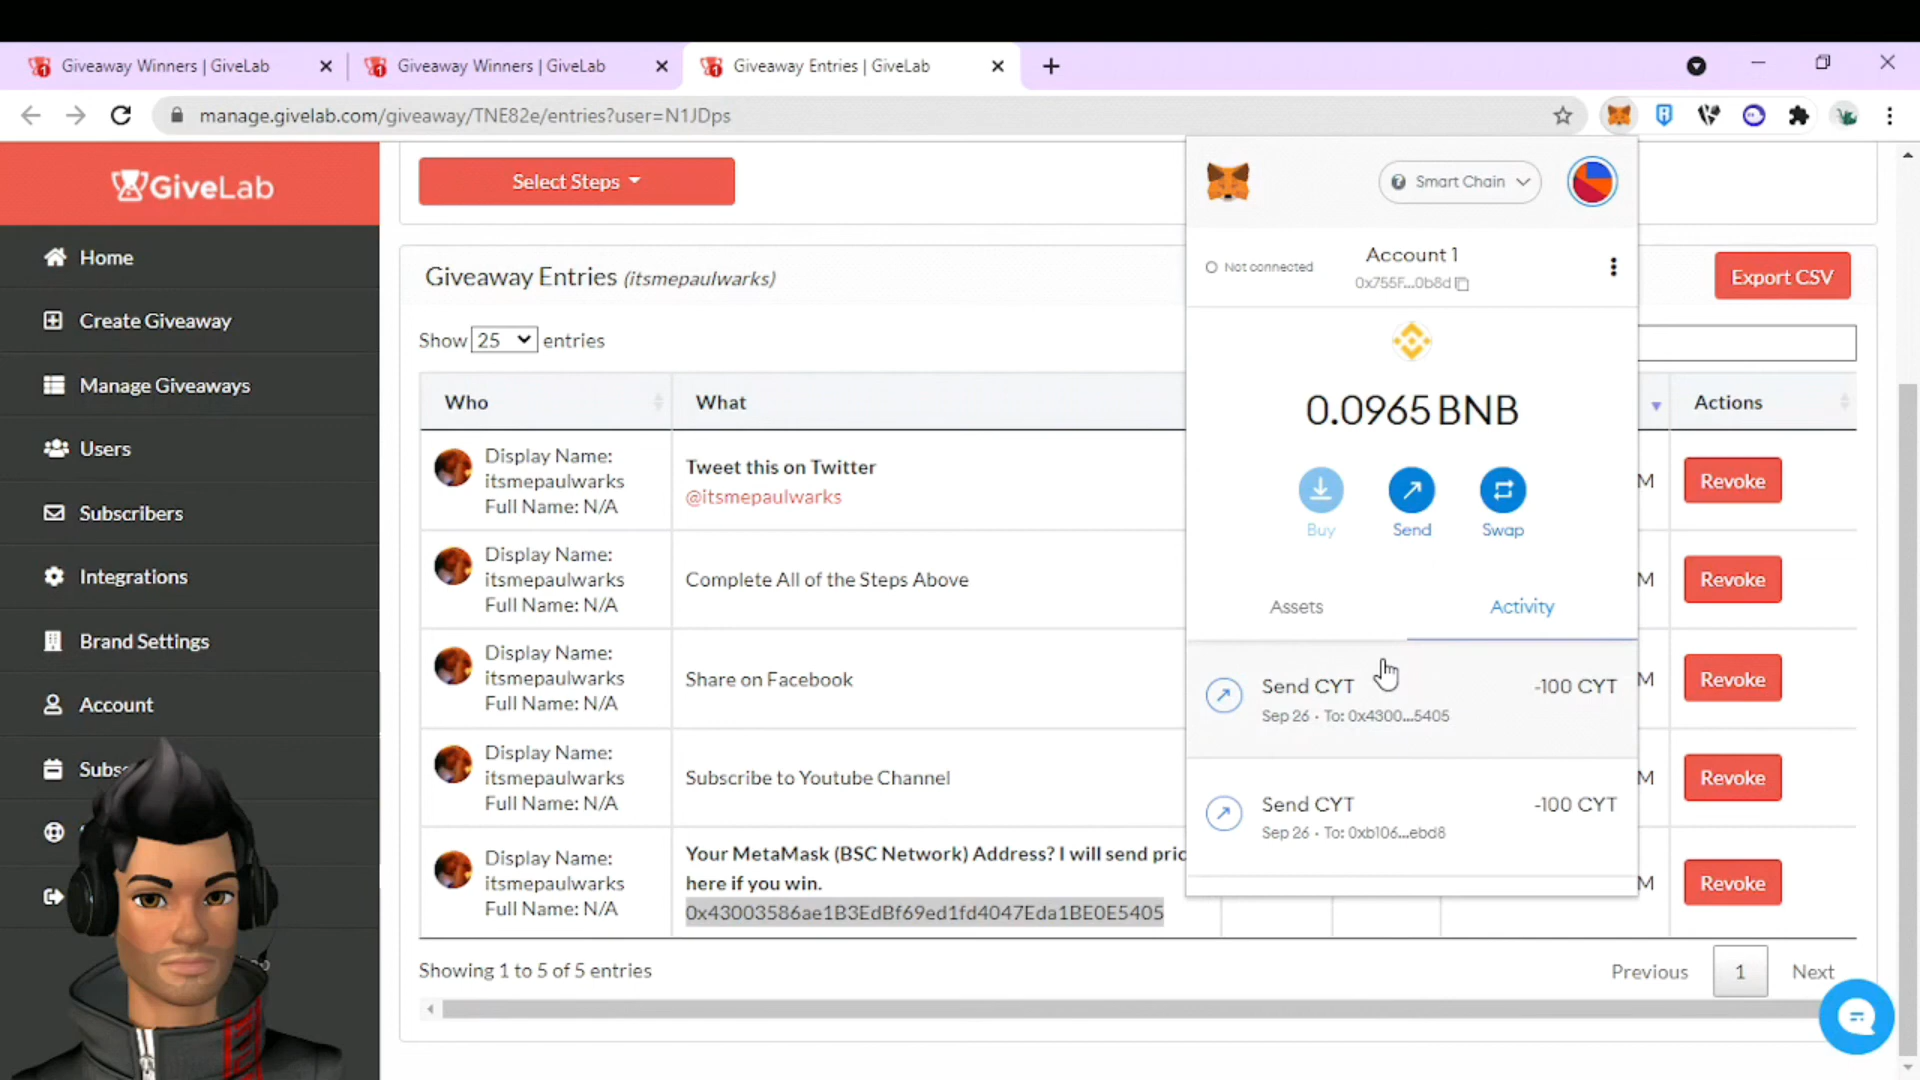 Giveaway Winners | GiveLab
Giveaway Winners | GiveLab
Giveaway Entries | GiveLab
manage.givelab.com/giveaway/TNE82e/entries?user=N1JDps
GiveLab
Home
Create Giveaway
Manage Giveaways
Users
Subscribers
Integrations
Brand Settings
Account
Subs
Select Steps
Giveaway Entries (itsmepaulwarks)
Export CSV
Show 25 entries
Who What Actions
Display Name:
itsmepaulwarks
Full Name: N/A
Tweet this on Twitter
@itsmepaulwarks
M Revoke
Display Name:
itsmepaulwarks
Full Name: N/A
Complete All of the Steps Above
M Revoke
Display Name:
itsmepaulwarks
Full Name: N/A
Share on Facebook
M Revoke
Display Name:
itsmepaulwarks
Full Name: N/A
Subscribe to Youtube Channel
M Revoke
Display Name:
itsmepaulwarks
Full Name: N/A
Your MetaMask (BSC Network) Address? I will send pric
here if you win.
0x43003586ae1B3EdBf69ed1fd4047Eda1BE0E5405
M Revoke
Showing 1 to 5 of 5 entries
Previous 1 Next
Smart Chain
Not connected
Account 1
0x755F...0b8d
0.0965 BNB
Buy Send Swap
Assets Activity
Send CYT -100 CYT
Sep 26 · To: 0x4300...5405
Send CYT -100 CYT
Sep 26 · To: 0xb106...ebd8